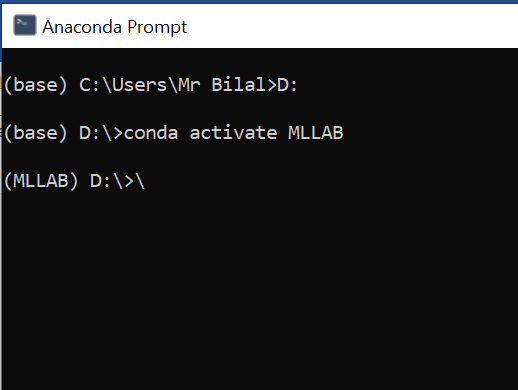 Anaconda Prompt
(base) C:\Users\Mr Bilal>D:
(base) D:\>conda activate MLLAB
(MLLAB) D:\>\